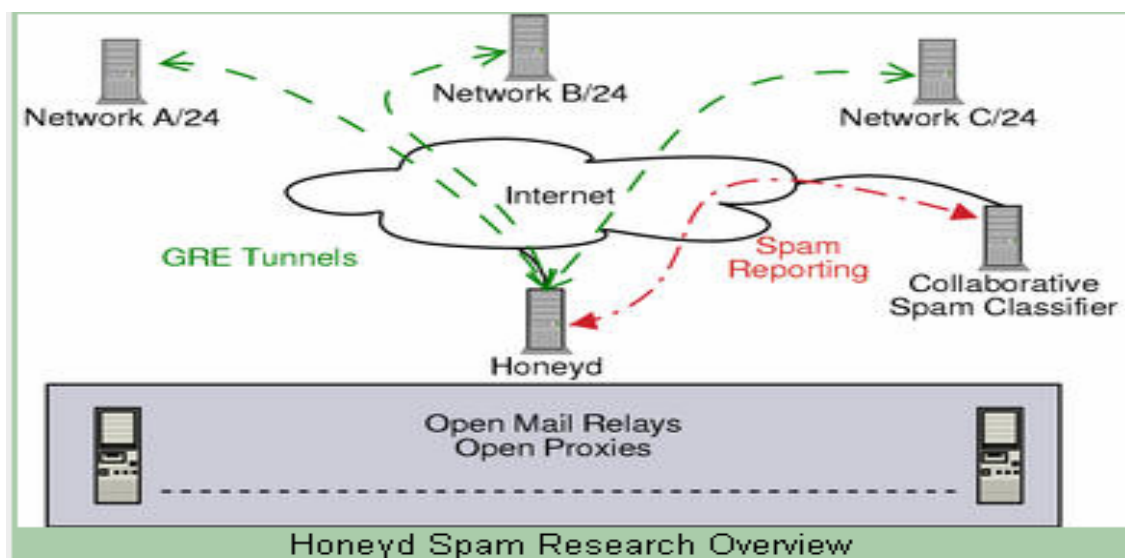 Network A/24
Network B/24
Network C/24
Internet
GRE Tunnels
Spam
Reporting
Collaborative
Spam Classifier
Honeyd
Open Mail Relays
Open Proxies
Honeyd Spam Research Overview